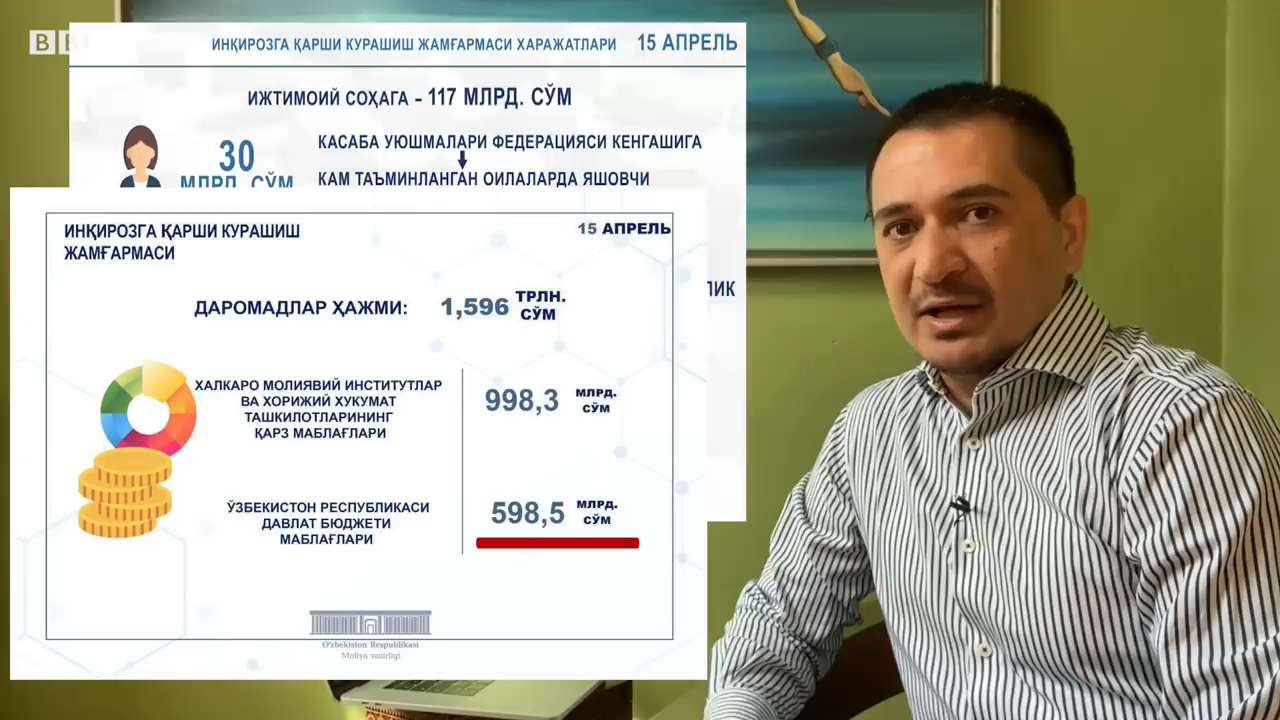 B
ИНҚИРОЗГА ҚАРШИ КУРАШИШ ЖАМҒАРМАСИ ХАРАЖАТЛАРИ 15 АПРЕЛЬ
ИЖТИМОИЙ СОҲАГА - 117 МЛРД. СЎМ
30
МЛРД. СЎМ
КАСАБА УЮШМАЛАРИ ФЕДЕРАЦИЯСИ КЕНГАШИГА
КАМ ТАЪМИНЛАНГАН ОИЛАЛАРДА ЯШОВЧИ
ЛИК
ИНҚИРОЗГА ҚАРШИ КУРАШИШ
ЖАМҒАРМАСИ
15 АПРЕЛЬ
ДАРОМАДЛАР ҲАЖМИ: 1,596 ТРЛН.
СЎМ
ХАЛКАРО МОЛИЯВИЙ ИНСТИТУТЛАР
ВА ХОРИЖИЙ ХУКУМАТ
ТАШКИЛОТЛАРИНИНГ
ҚАРЗ МАБЛАҒЛАРИ
998,3 МЛРД.
СЎМ
ЎЗБЕКИСТОН РЕСПУБЛИКАСИ
ДАВЛАТ БЮДЖЕТИ
МАБЛАҒЛАРИ
598,5 МЛРД.
СЎМ
O'zbekiston Respublikasi
Moliya vazirligi